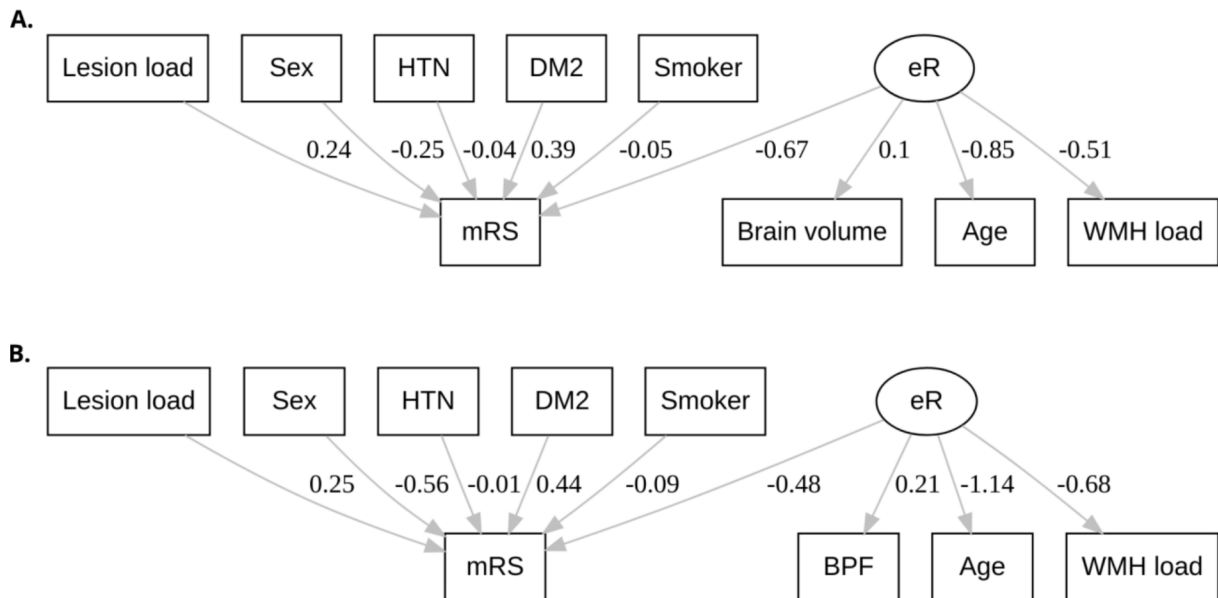 A.
Lesion load Sex HTN DM2 Smoker eR
0.24 -0.25 -0.04 0.39 -0.05 -0.67 0.1 -0.85 -0.51
mRS Brain volume Age WMH load
B.
Lesion load Sex HTN DM2 Smoker eR
0.25 -0.56 -0.01 0.44 -0.09 -0.48 0.21 -1.14 -0.68
mRS BPF Age WMH load